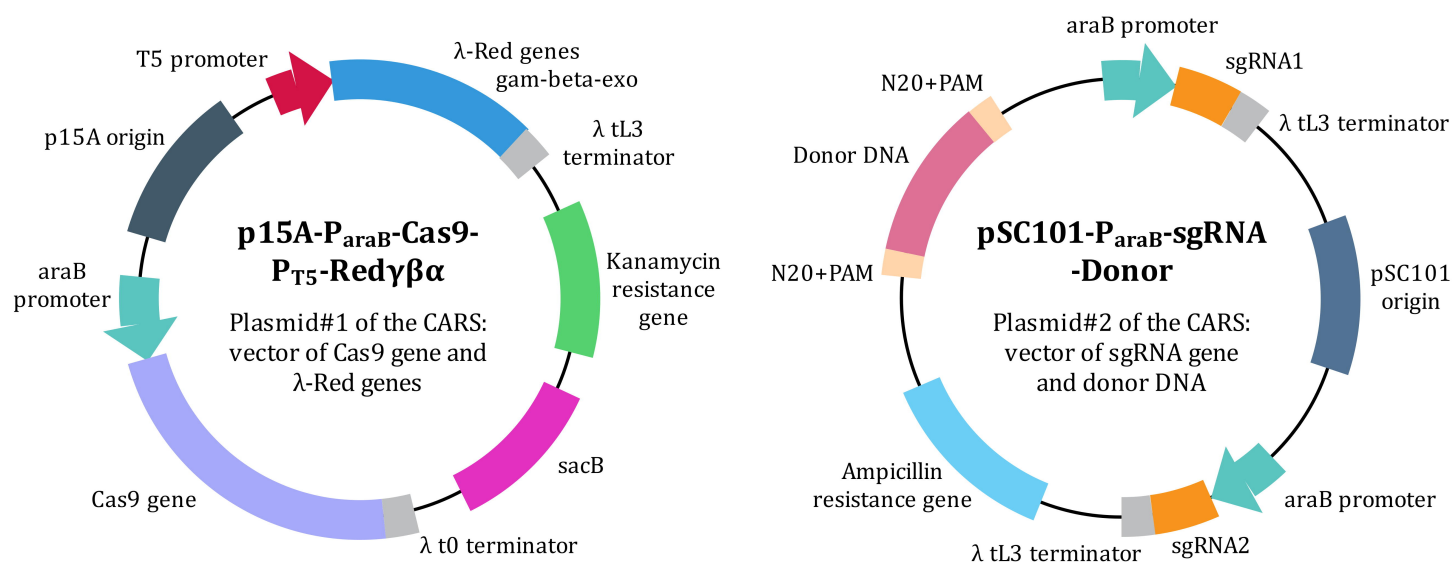 T5 promoter
λ-Red genes
gam-beta-exo
λ tL3
terminator
p15A origin
p15A-ParaB-Cas9-
PT5-Redγβα
Plasmid#1 of the CARS:
vector of Cas9 gene and
λ-Red genes
Kanamycin
resistance
gene
araB
promoter
sacB
Cas9 gene
λ t0 terminator
araB promoter
sgRNA1
N20+PAM
λ tL3 terminator
Donor DNA
pSC101-ParaB-sgRNA
-Donor
Plasmid#2 of the CARS:
vector of sgRNA gene
and donor DNA
N20+PAM
pSC101
origin
Ampicillin
resistance gene
araB promoter
sgRNA2
λ tL3 terminator